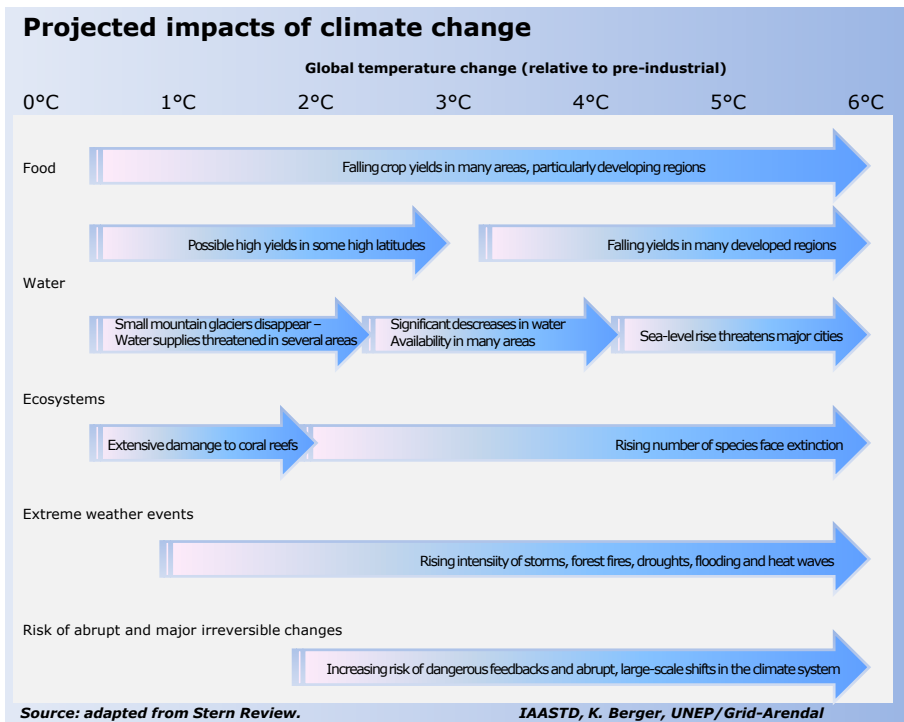 Projected impacts of climate change
Global temperature change (relative to pre-industrial)
0°C 1°C 2°C 3°C 4°C 5°C 6°C
Food
Falling crop yields in many areas, particularly developing regions
Possible high yields in some high latitudes
Falling yields in many developed regions
Water
Small mountain glaciers disappear –
Water supplies threatened in several areas
Significant descreases in water
Availability in many areas
Sea-level rise threatens major cities
Ecosystems
Extensive damange to coral reefs
Rising number of species face extinction
Extreme weather events
Rising intensiity of storms, forest fires, droughts, flooding and heat waves
Risk of abrupt and major irreversible changes
Increasing risk of dangerous feedbacks and abrupt, large-scale shifts in the climate system
Source: adapted from Stern Review.
IAASTD, K. Berger, UNEP/Grid-Arendal